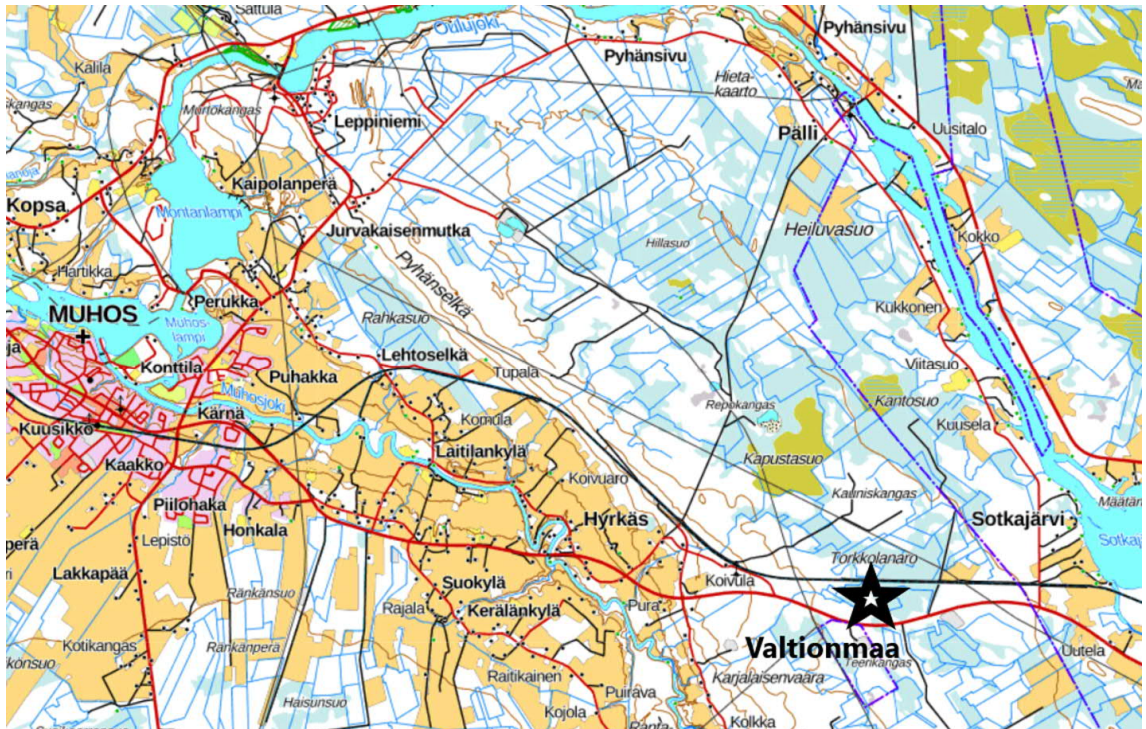 Sattula
Oulujoki
Pyhänsivu
Pyhänsivu
Kalila
Hieta-
kaarto
Murtokangas
Leppiniemi
Pälli
Uusitalo
Kaipolanperä
Kopsa
Montanlampi
Jurvakaisenmutka
Heiluvasuo
Hillasuo
Kokko
Hartikka
Pyhänselkä
Perukka
Kukkonen
MUHOS
Muhos-
lampi
Rahkasuo
Konttila
Lehtoselkä
Tupala
Viitasuo
Puhakka
Muhosjoki
Kantosuo
Repokangas
Kärnä
Komula
Kuusela
Kuusikko
Laitilankylä
Kaakko
Kapustasuo
Koivuaro
Kauniskangas
Piilohaka
Honkala
Hyrkäs
Sotkajärvi
Lepistö
Torkkolanaro
Lakkapää
Koivula
Suokylä
Ränkänsuo
Rajala
Kerälänkylä
Pura
Valtionmaa
Kotikangas
Rankanperä
Teerikangas
Uutela
Raitikainen
Karjalaisenvaara
Haisunsuo
Puirava
Kojola
Kolkka